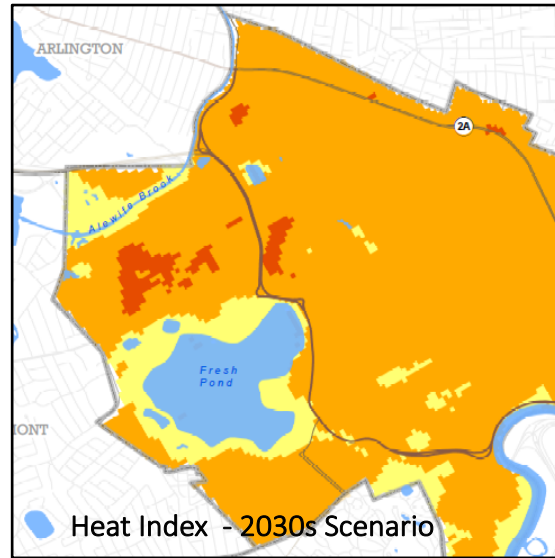 ARLINGTON
2A
Alewife Brook
Fresh
Pond
MONT
Heat Index - 2030s Scenario